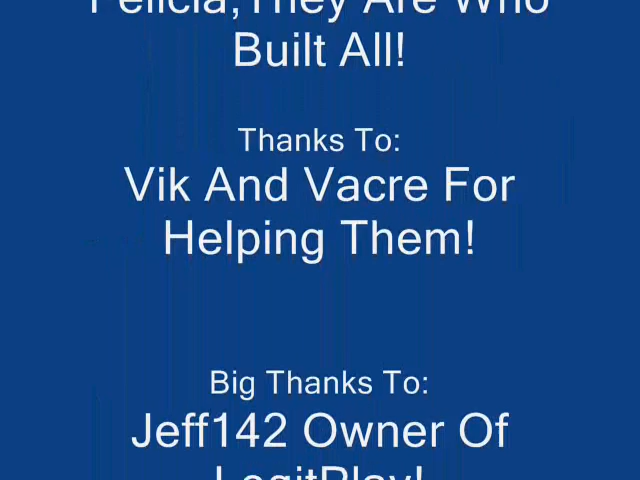 Felicia,They Are Who
Built All!
Thanks To:
Vik And Vacre For
Helping Them!
Big Thanks To:
Jeff142 Owner Of
LegitPlay!